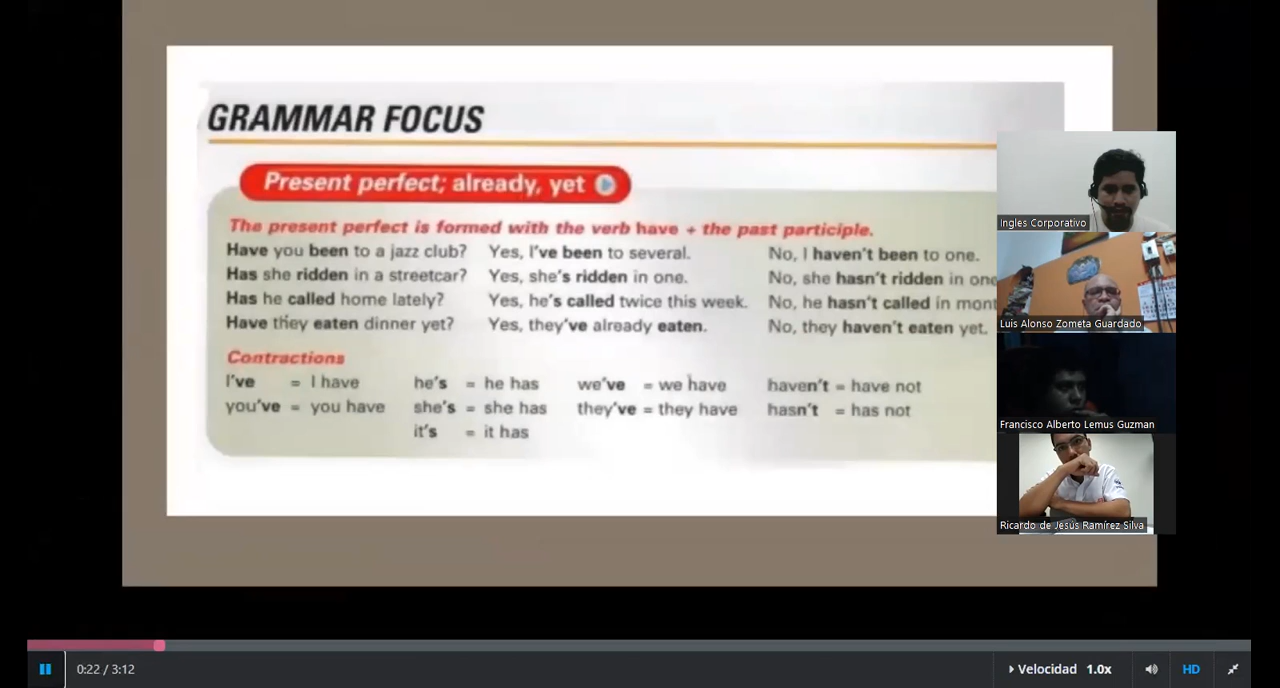 GRAMMAR FOCUS
Present perfect; already, yet
The present perfect is formed with the verb have + the past participle.
Have you been to a jazz club? Yes, I've been to several. No, I haven't been to one.
Has she ridden in a streetcar? Yes, she's ridden in one. No, she hasn't ridden in one
Has he called home lately? Yes, he's called twice this week. No, he hasn't called in mont
Have they eaten dinner yet? Yes, they've already eaten. No, they haven't eaten yet.
Contractions
I've = I have he's = he has we've = we have haven't = have not
you've = you have she's = she has they've = they have hasn't = has not
it's = it has
Ingles Corporativo
Luis Alonso Zometa Guardado
Francisco Alberto Lemus Guzman
Ricardo de Jesús Ramírez Silva
0:22 / 3:12
Velocidad 1.0x
HD